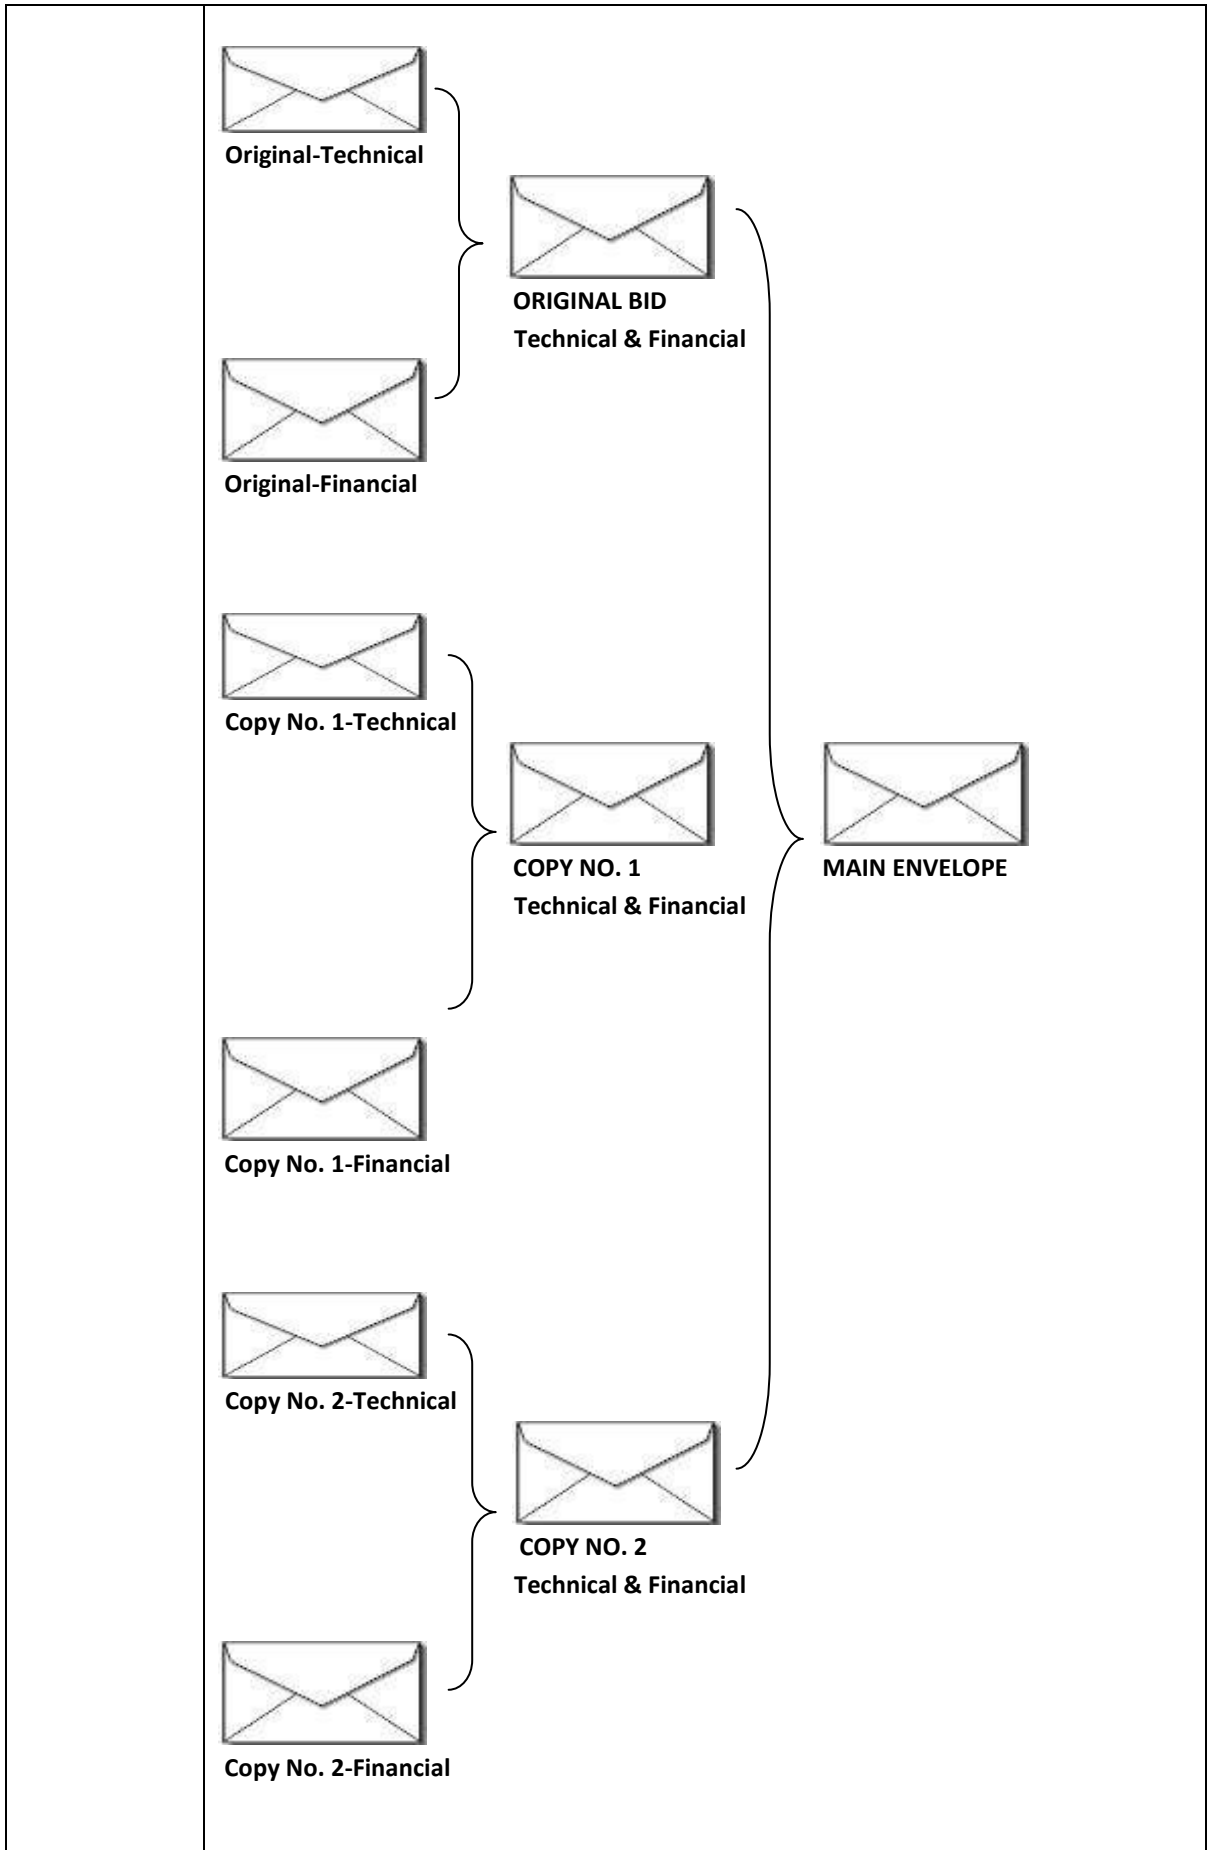 Original-Technical
ORIGINAL BID
Technical & Financial
Original-Financial
Copy No. 1-Technical
COPY NO. 1
Technical & Financial
MAIN ENVELOPE
Copy No. 1-Financial
Copy No. 2-Technical
COPY NO. 2
Technical & Financial
Copy No. 2-Financial